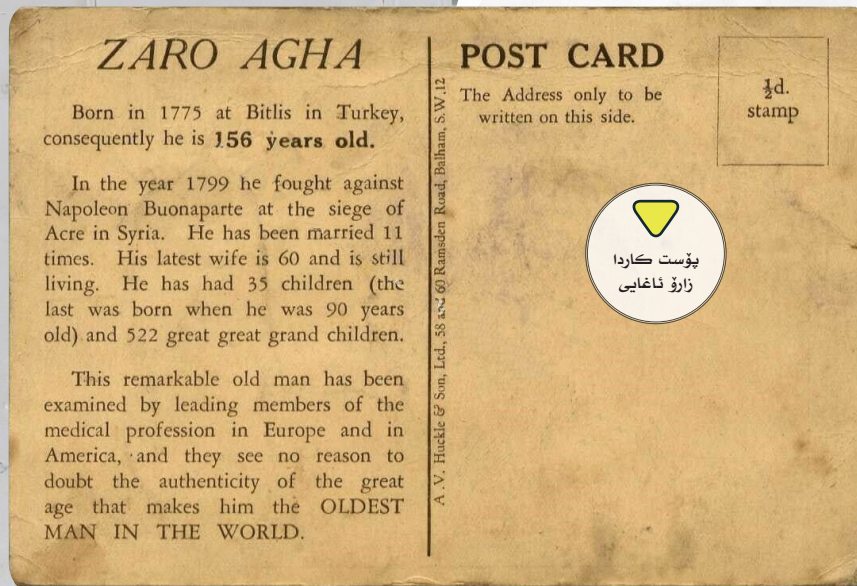 ZARO AGHA
Born in 1775 at Bitlis in Turkey,
consequently he is 156 years old.
In the year 1799 he fought against
Napoleon Buonaparte at the siege of
Acre in Syria. He has been married 11
times. His latest wife is 60 and is still
living. He has had 35 children (the
last was born when he was 90 years
old) and 522 great great grand children.
This remarkable old man has been
examined by leading members of the
medical profession in Europe and in
America, and they see no reason to
doubt the authenticity of the great
age that makes him the OLDEST
MAN IN THE WORLD.
A.V. Huckle & Son, Ltd., 58 and 60 Ramsden Road, Balham, S.W.12
POST CARD
The Address only to be
written on this side.
½d.
stamp
پۆست کاردا
زارۆ ئاغایی